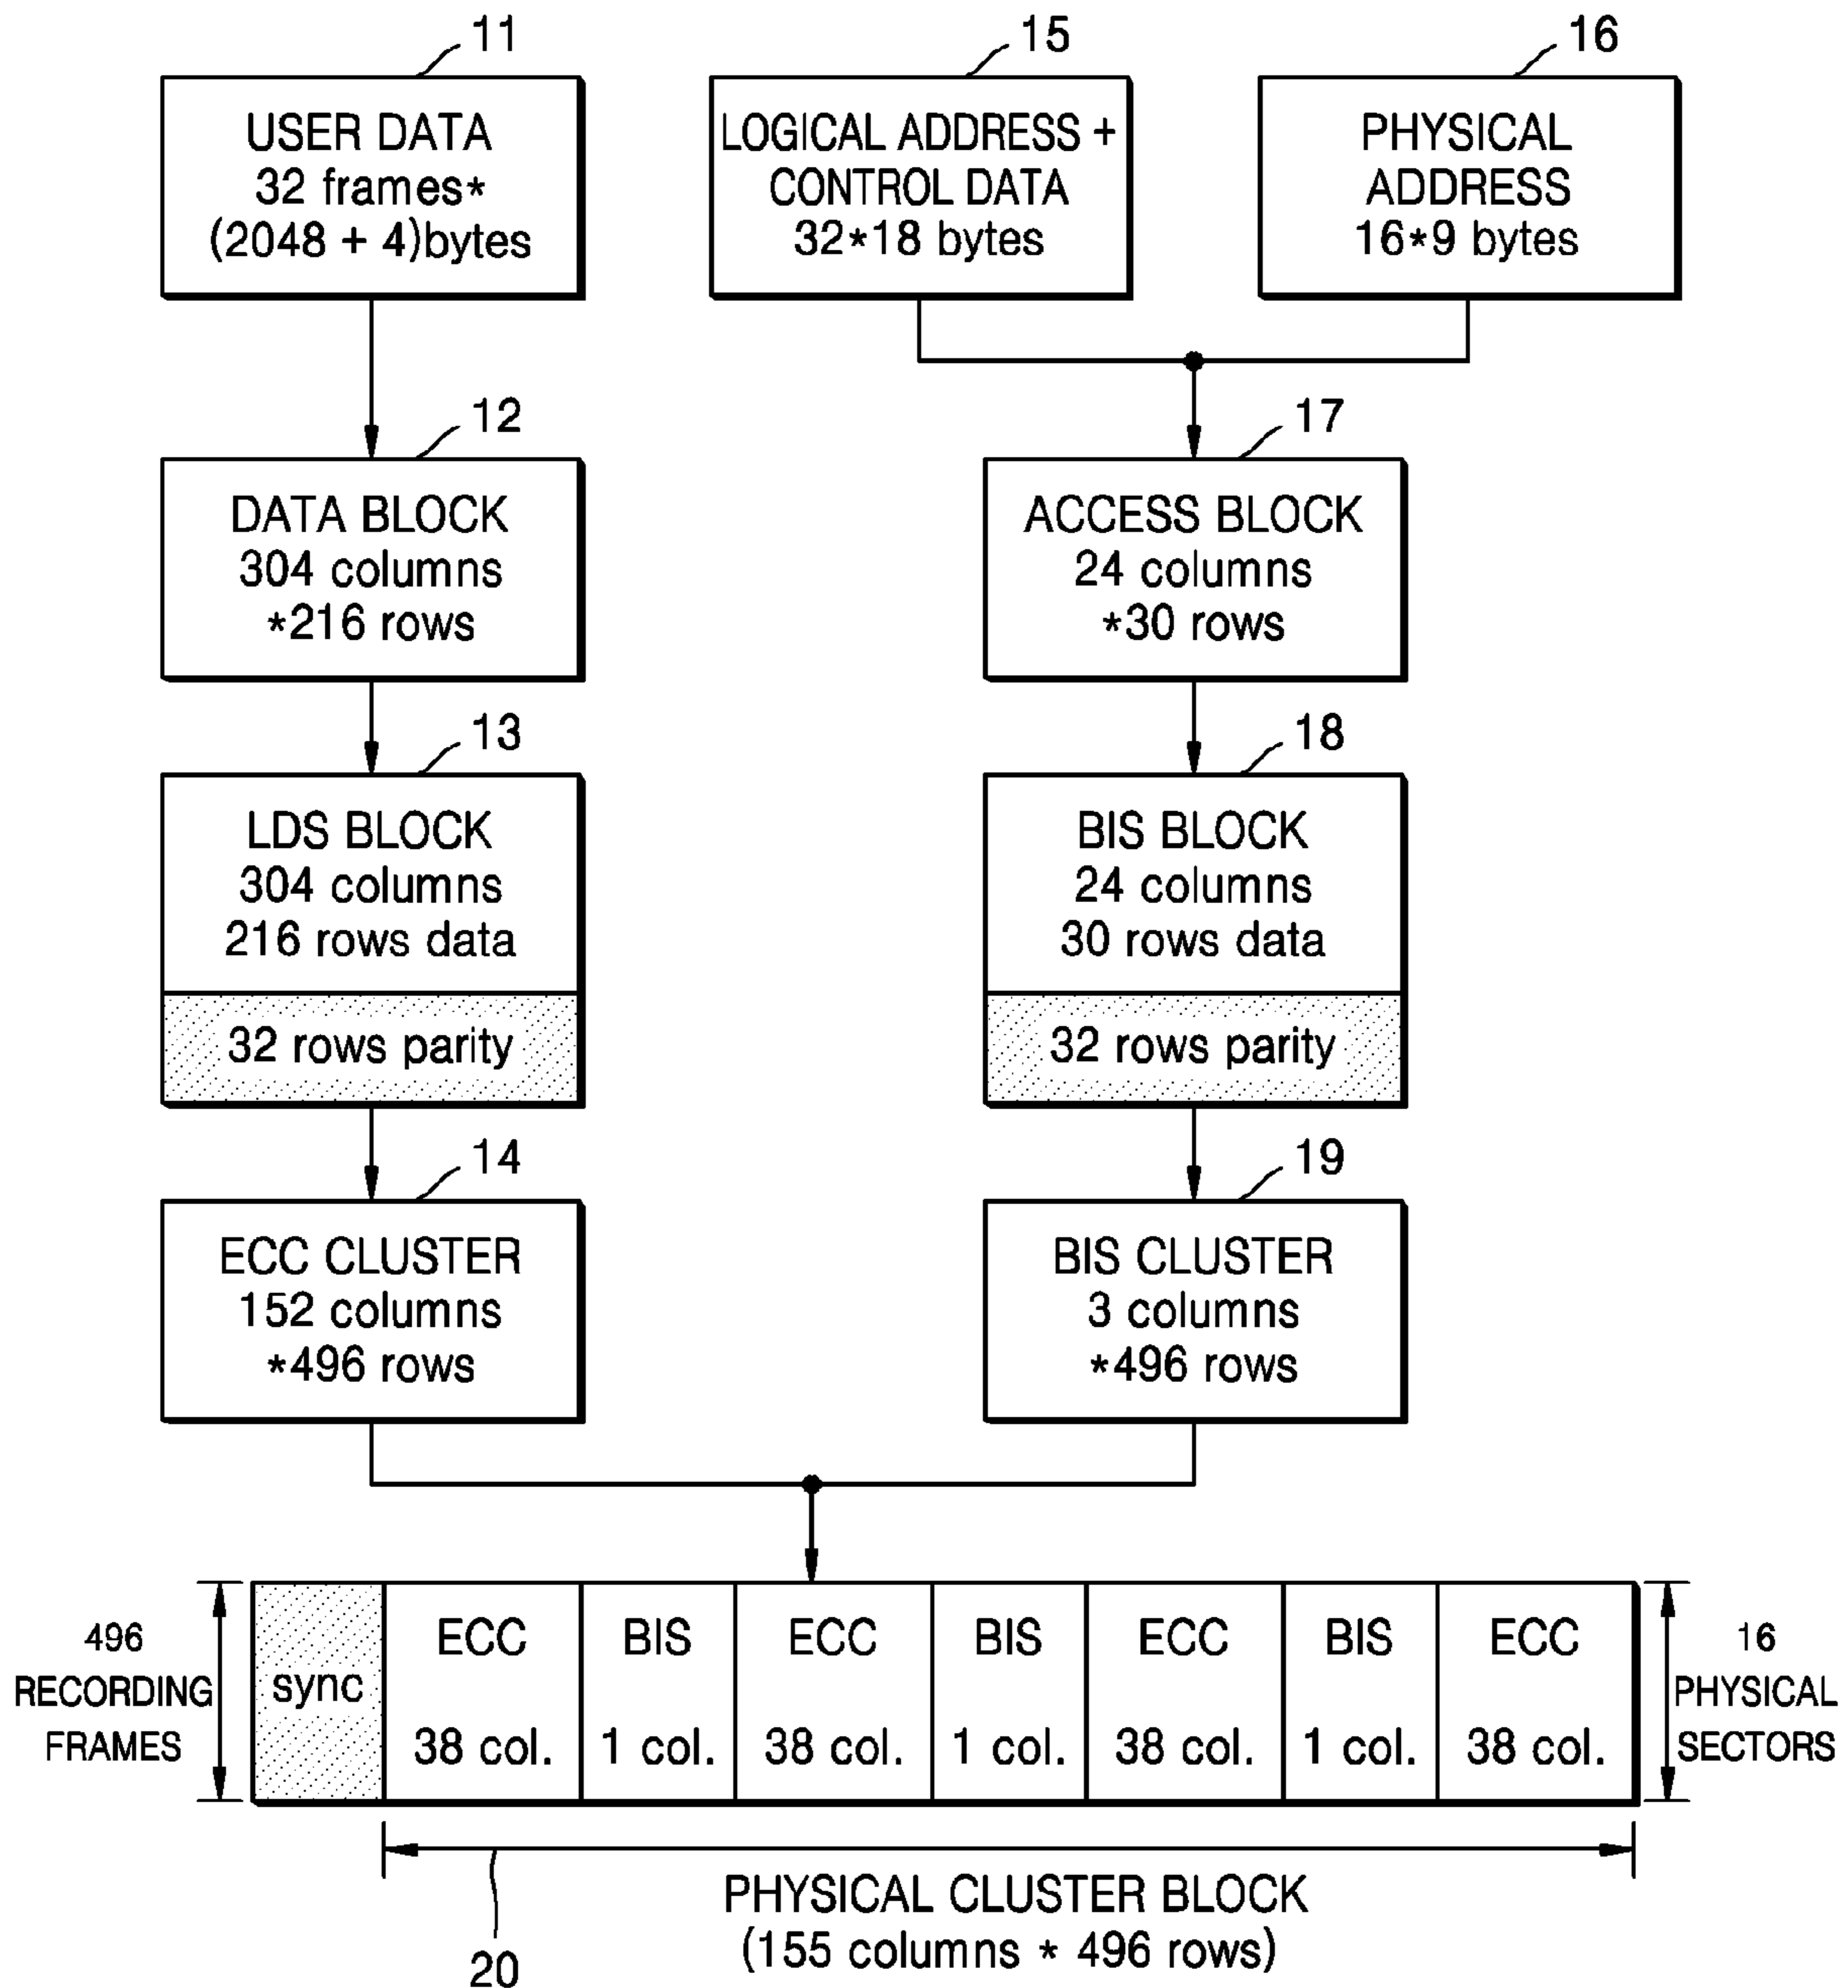 11
USER DATA
32 frames*
(2048 + 4)bytes
15
LOGICAL ADDRESS +
CONTROL DATA
32*18 bytes
16
PHYSICAL
ADDRESS
16*9 bytes
12
DATA BLOCK
304 columns
*216 rows
17
ACCESS BLOCK
24 columns
*30 rows
13
LDS BLOCK
304 columns
216 rows data
32 rows parity
18
BIS BLOCK
24 columns
30 rows data
32 rows parity
14
ECC CLUSTER
152 columns
*496 rows
19
BIS CLUSTER
3 columns
*496 rows
496
RECORDING
FRAMES
sync
ECC
38 col.
BIS
1 col.
ECC
38 col.
BIS
1 col.
ECC
38 col.
BIS
1 col.
ECC
38 col.
16
PHYSICAL
SECTORS
20
PHYSICAL CLUSTER BLOCK
(155 columns * 496 rows)